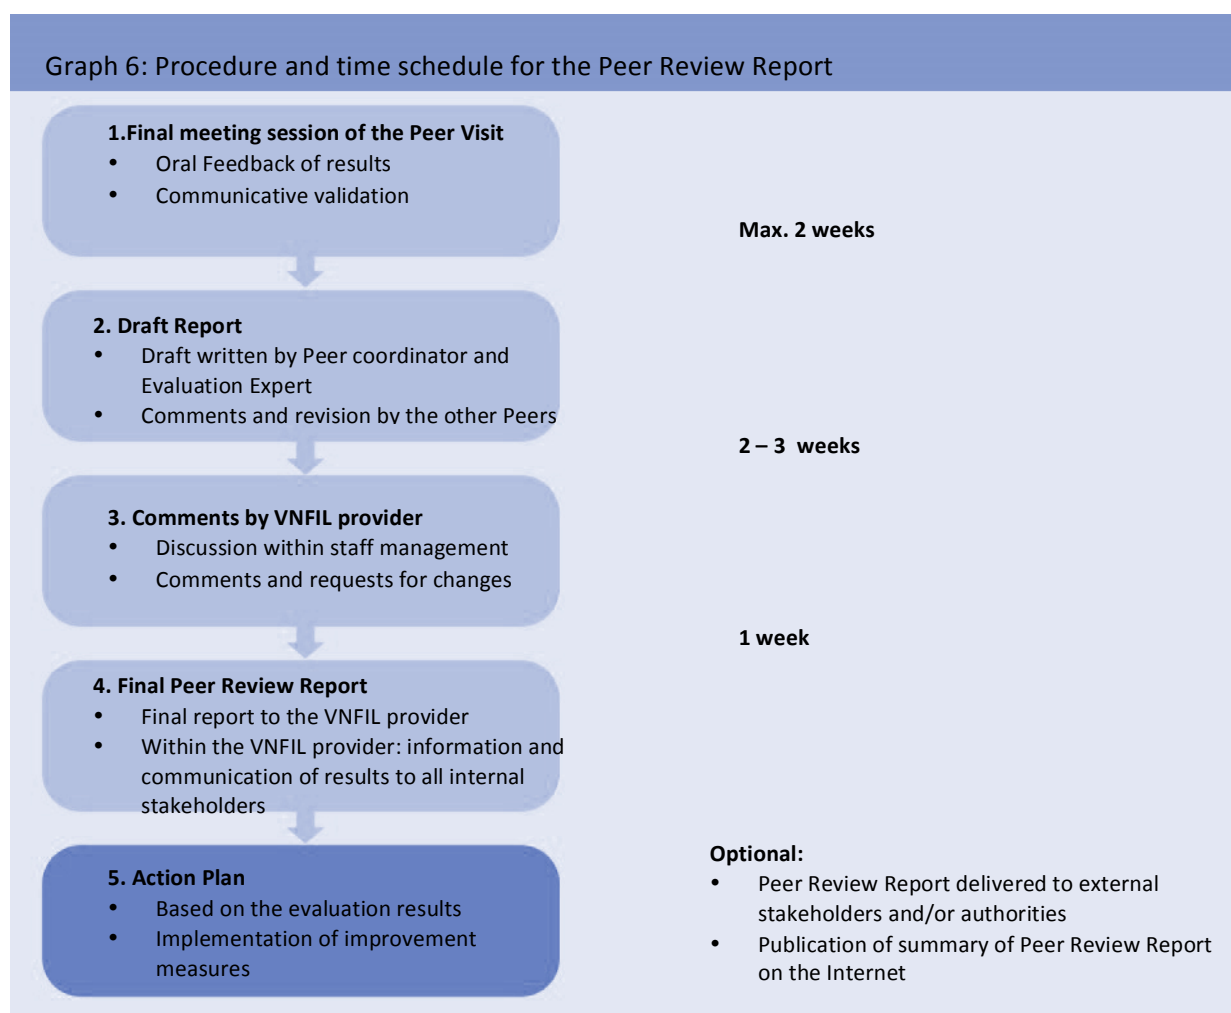 Graph 6: Procedure and time schedule for the Peer Review Report
1.Final meeting session of the Peer Visit
• Oral Feedback of results
• Communicative validation
Max. 2 weeks
2. Draft Report
• Draft written by Peer coordinator and
Evaluation Expert
• Comments and revision by the other Peers
2 – 3 weeks
3. Comments by VNFIL provider
• Discussion within staff management
• Comments and requests for changes
1 week
4. Final Peer Review Report
• Final report to the VNFIL provider
• Within the VNFIL provider: information and
communication of results to all internal
stakeholders
5. Action Plan
• Based on the evaluation results
• Implementation of improvement
measures
Optional:
• Peer Review Report delivered to external
stakeholders and/or authorities
• Publication of summary of Peer Review Report
on the Internet